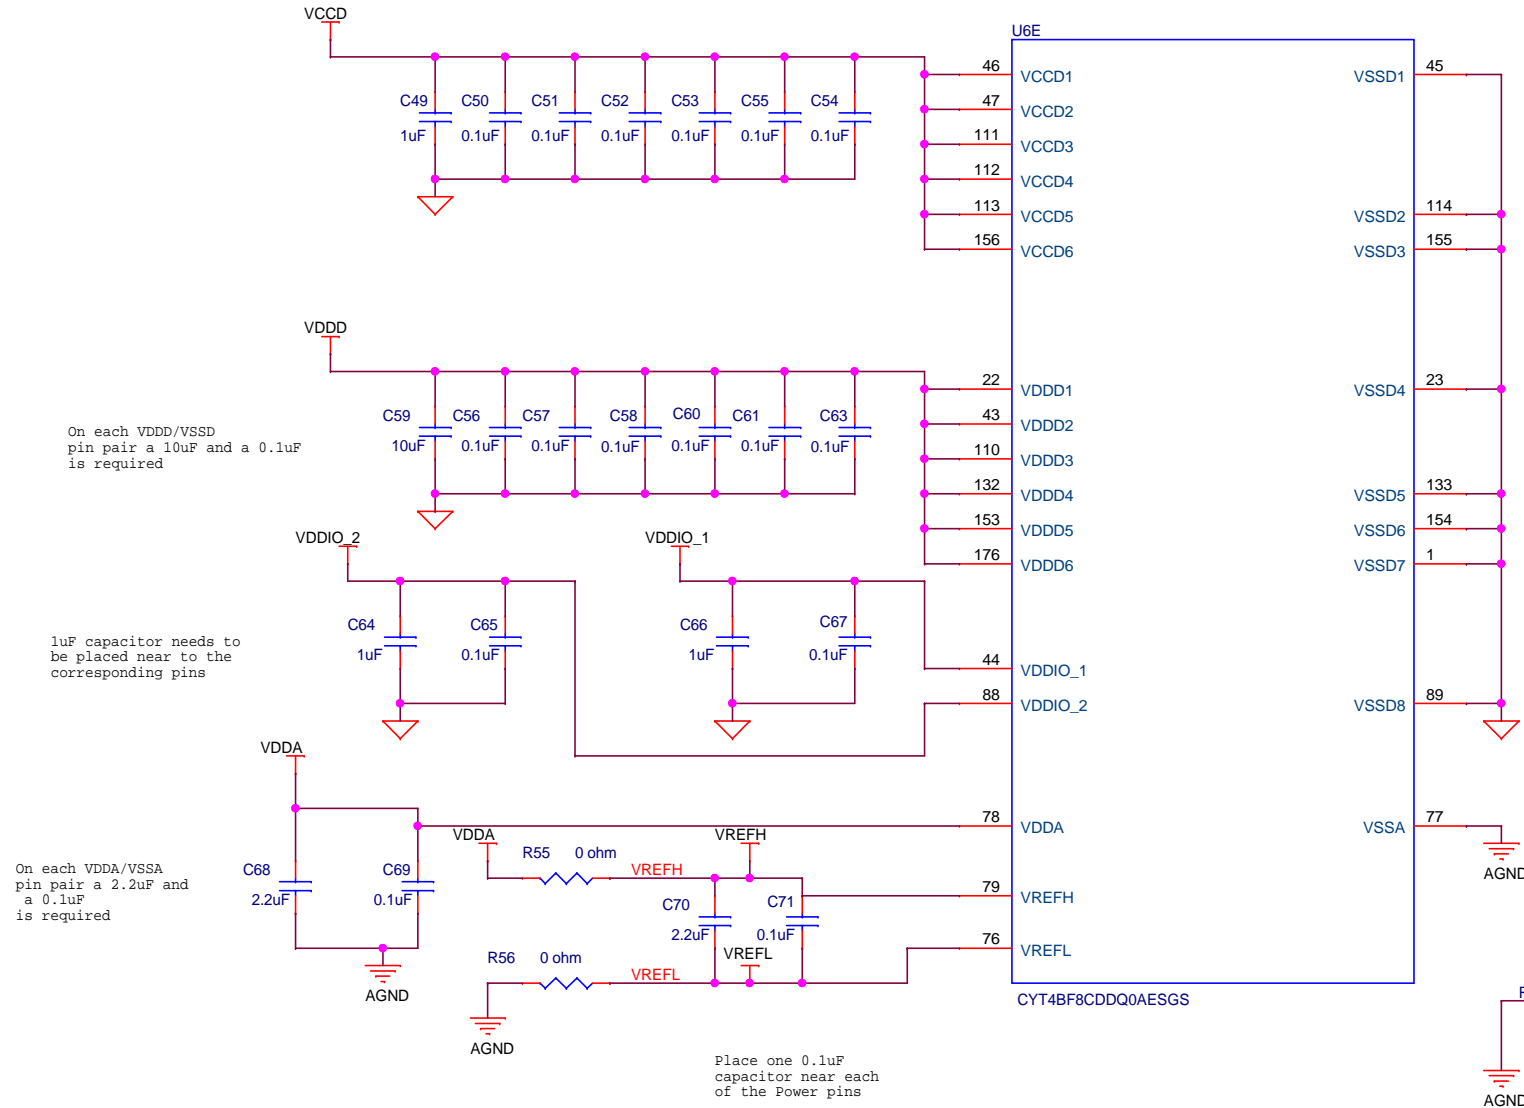 VCCD
U6E
46 VCCD1 VSSD1 45
47 VCCD2
C49 C50 C51 C52 C53 C55 C54
1uF 0.1uF 0.1uF 0.1uF 0.1uF 0.1uF 0.1uF
111 VCCD3
112 VCCD4
113 VCCD5 VSSD2 114
156 VCCD6 VSSD3 155
VDDD
22 VDDD1 VSSD4 23
C59 C56 C57 C58 C60 C61 C63
10uF 0.1uF 0.1uF 0.1uF 0.1uF 0.1uF 0.1uF
43 VDDD2
On each VDDD/VSSD
pin pair a 10uF and a 0.1uF
is required
110 VDDD3
132 VDDD4 VSSD5 133
153 VDDD5 VSSD6 154
VDDIO_2 VDDIO_1
176 VDDD6 VSSD7 1
C64 C65 C66 C67
1uF 0.1uF 1uF 0.1uF
1uF capacitor needs to
be placed near to the
corresponding pins
44 VDDIO_1
88 VDDIO_2 VSSD8 89
VDDA
78 VDDA VSSA 77
VDDA VREFH
R55 0 ohm VREFH
AGND
On each VDDA/VSSA
pin pair a 2.2uF and
a 0.1uF
is required
C68 C69
2.2uF 0.1uF
79 VREFH
C70 C71
2.2uF 0.1uF
76 VREFL
VREFL
R56 0 ohm VREFL
AGND
CYT4BF8CDDQ0AESGS
AGND
Place one 0.1uF
capacitor near each
of the Power pins
AGND